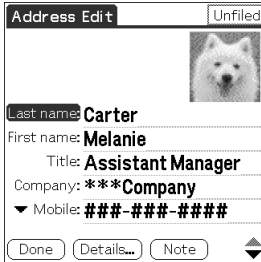 Address Edit Unfiled
Last name: Carter
First name: Melanie
Title: Assistant Manager
Company: ***Company
Mobile: ###-###-####
Done Details... Note